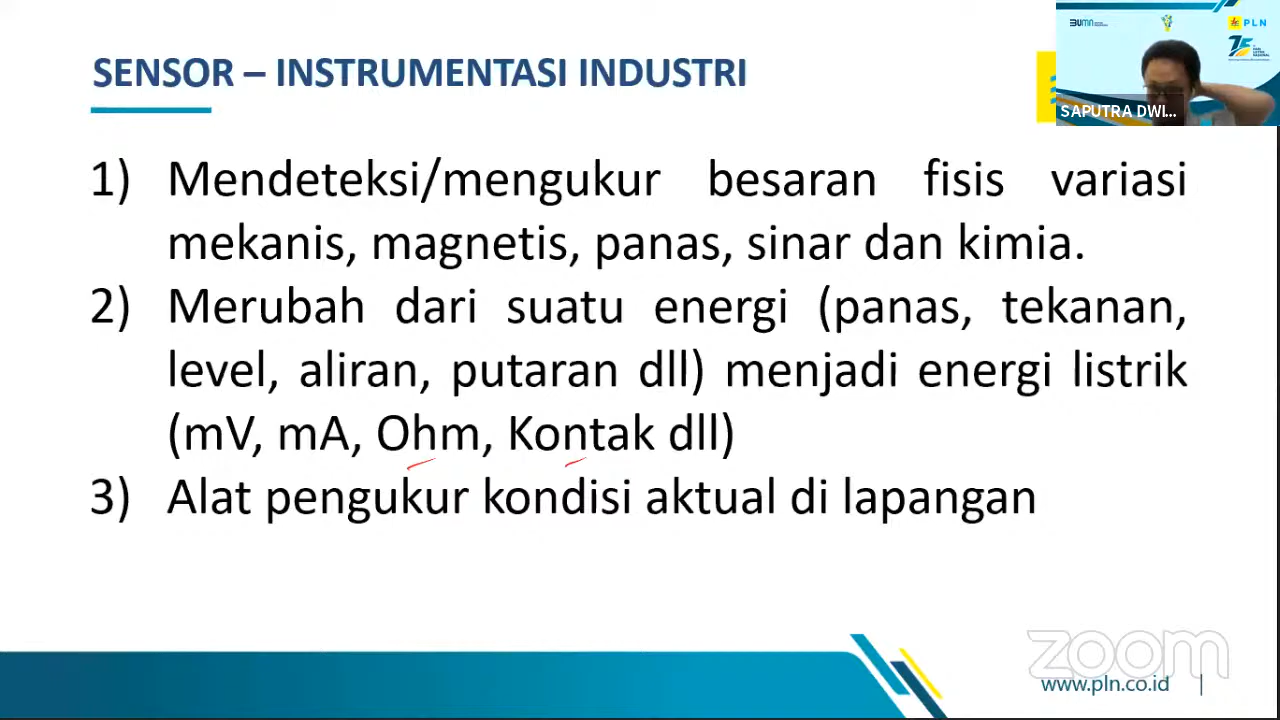 SENSOR – INSTRUMENTASI INDUSTRI
BUMN
PLN
75
SAPUTRA DWI...
1) Mendeteksi/mengukur besaran fisis variasi
mekanis, magnetis, panas, sinar dan kimia.
2) Merubah dari suatu energi (panas, tekanan,
level, aliran, putaran dll) menjadi energi listrik
(mV, mA, Ohm, Kontak dll)
3) Alat pengukur kondisi aktual di lapangan
zoom
www.pln.co.id |